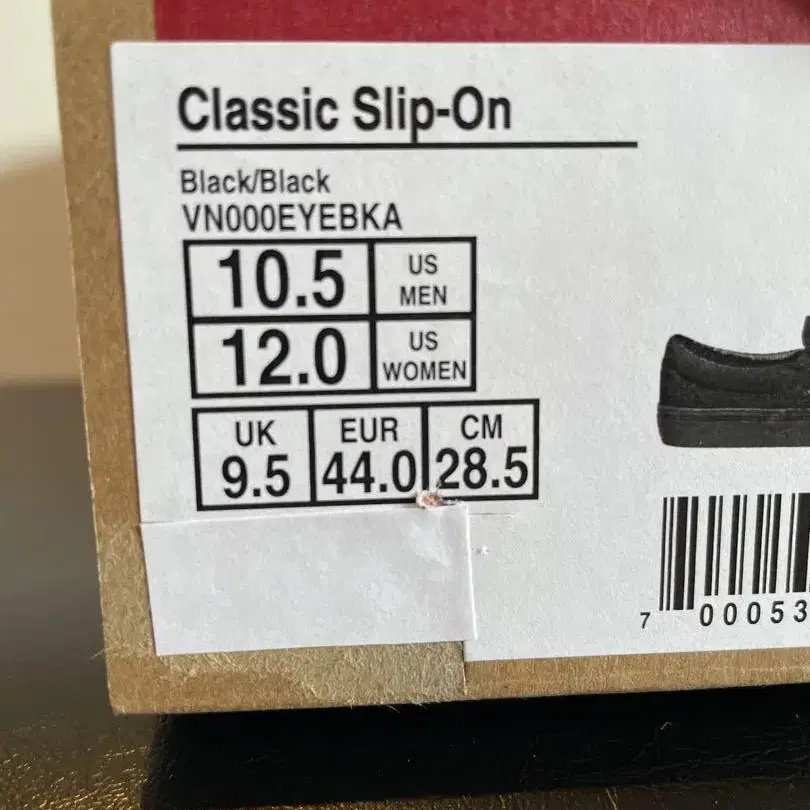 Classic Slip-On
Black/Black
VN000EYEBKA
10.5 US MEN
12.0 US WOMEN
UK EUR CM
9.5 44.0 28.5
7 00053